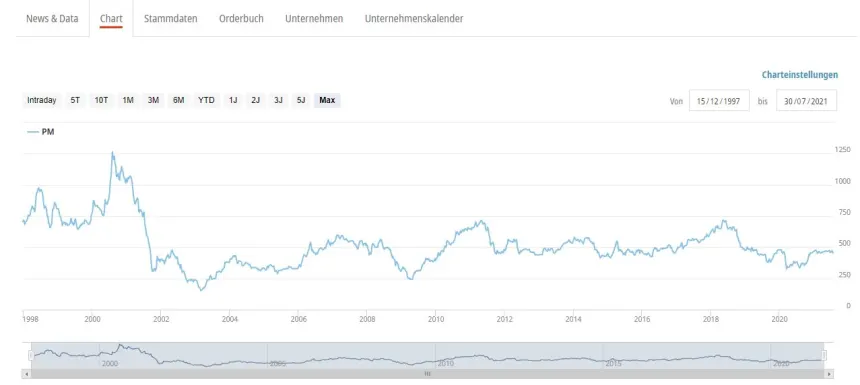 News & Data Chart Stammdaten Orderbuch Unternehmen Unternehmenskalender
Charteinstellungen
Intraday 5T 10T 1M 3M 6M YTD 1J 2J 3J 5J Max Von 15/12/1997 bis 30/07/2021
PM
1250
1000
750
500
250
0
1998 2000 2002 2004 2006 2008 2010 2012 2014 2016 2018 2020
2000 2005 2010 2015 2020